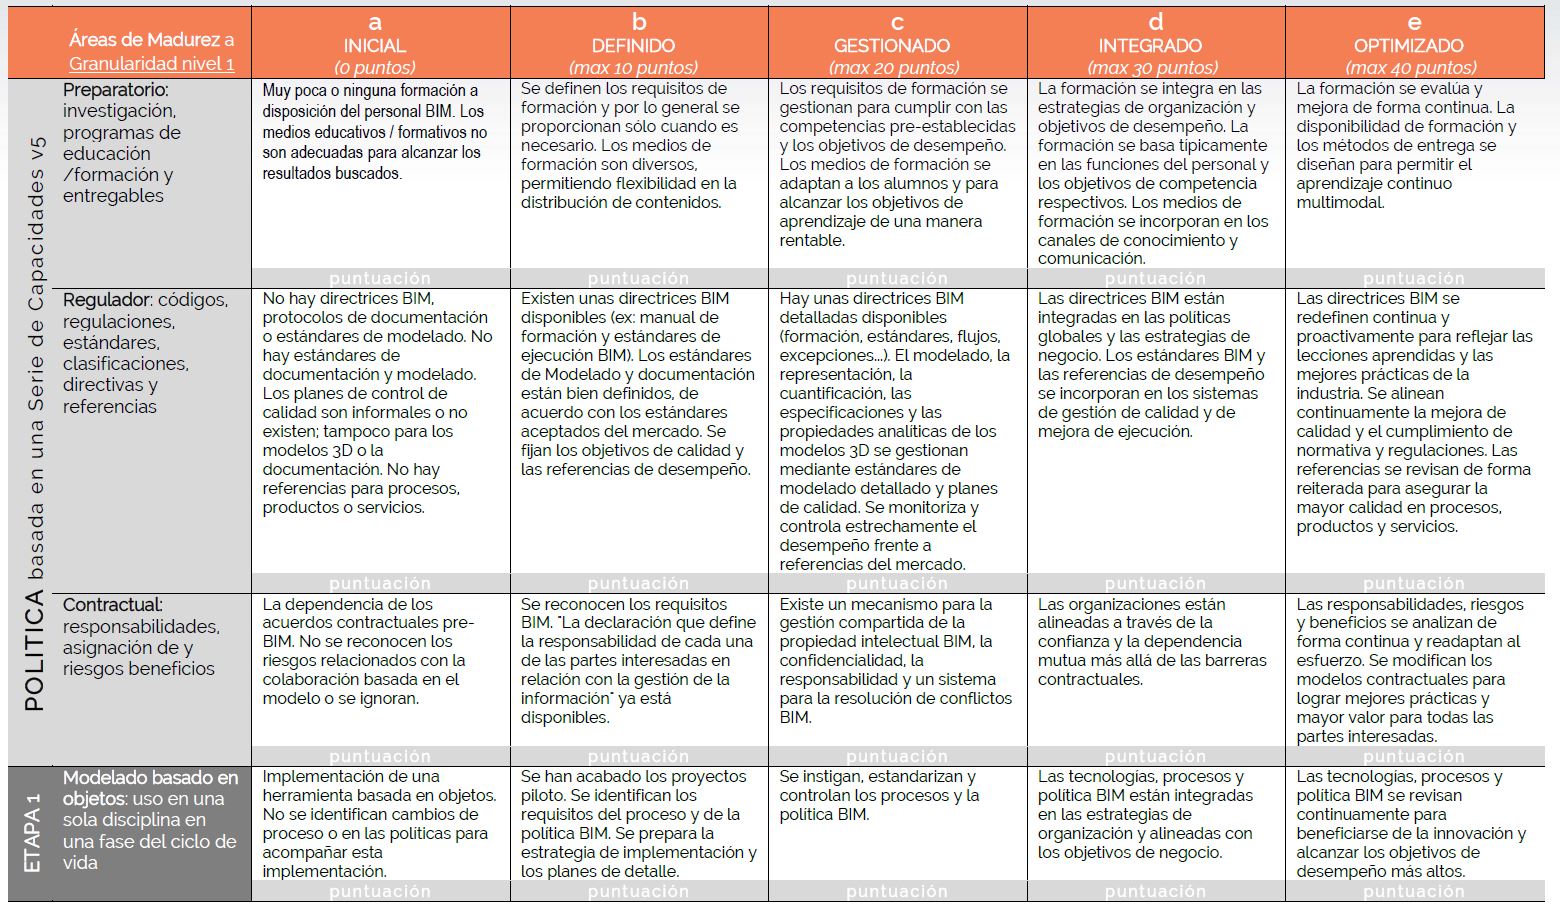 Áreas de Madurez a
Granularidad nivel 1
a
INICIAL
(0 puntos)
b
DEFINIDO
(max 10 puntos)
c
GESTIONADO
(max 20 puntos)
d
INTEGRADO
(max 30 puntos)
e
OPTIMIZADO
(max 40 puntos)
POLITICA basada en una Serie de Capacidades v5
Preparatorio:
investigación,
programas de
educación
/formación y
entregables
Muy poca o ninguna formación a
disposición del personal BIM. Los
medios educativos / formativos no
son adecuadas para alcanzar los
resultados buscados.
puntuación
Se definen los requisitos de
formación y por lo general se
proporcionan sólo cuando es
necesario. Los medios de
formación son diversos,
permitiendo flexibilidad en la
distribución de contenidos.
puntuación
Los requisitos de formación se
gestionan para cumplir con las
competencias pre-establecidas
y los objetivos de desempeño.
Los medios de formación se
adaptan a los alumnos y para
alcanzar los objetivos de
aprendizaje de una manera
rentable.
puntuación
La formación se integra en las
estrategias de organización y
objetivos de desempeño. La
formación se basa típicamente
en las funciones del personal y
los objetivos de competencia
respectivos. Los medios de
formación se incorporan en los
canales de conocimiento y
comunicación.
puntuación
La formación se evalúa y
mejora de forma continua. La
disponibilidad de formación y
los métodos de entrega se
diseñan para permitir el
aprendizaje continuo
multimodal.
puntuación
Regulador: códigos,
regulaciones,
estándares,
clasificaciones,
directivas y
referencias
No hay directrices BIM,
protocolos de documentación
o estándares de modelado. No
hay estándares de
documentación y modelado.
Los planes de control de
calidad son informales o no
existen; tampoco para los
modelos 3D o la
documentación. No hay
referencias para procesos,
productos o servicios.
puntuación
Existen unas directrices BIM
disponibles (ex: manual de
formación y estándares de
ejecución BIM). Los estándares
de Modelado y documentación
están bien definidos, de
acuerdo con los estándares
aceptados del mercado. Se
fijan los objetivos de calidad y
las referencias de desempeño.
puntuación
Hay unas directrices BIM
detalladas disponibles
(formación, estándares, flujos,
excepciones...). El modelado, la
representación, la
cuantificación, las
especificaciones y las
propiedades analíticas de los
modelos 3D se gestionan
mediante estándares de
modelado detallado y planes
de calidad. Se monitoriza y
controla estrechamente el
desempeño frente a
referencias del mercado.
puntuación
Las directrices BIM están
integradas en las políticas
globales y las estrategias de
negocio. Los estándares BIM y
las referencias de desempeño
se incorporan en los sistemas
de gestión de calidad y de
mejora de ejecución.
puntuación
Las directrices BIM se
redefinen continua y
proactivamente para reflejar las
lecciones aprendidas y las
mejores prácticas de la
industria. Se alinean
continuamente la mejora de
calidad y el cumplimiento de
normativa y regulaciones. Las
referencias se revisan de forma
reiterada para asegurar la
mayor calidad en procesos,
productos y servicios.
puntuación
Contractual:
responsabilidades,
asignación de y
riesgos beneficios
La dependencia de los
acuerdos contractuales pre-
BIM. No se reconocen los
riesgos relacionados con la
colaboración basada en el
modelo o se ignoran.
puntuación
Se reconocen los requisitos
BIM. "La declaración que define
la responsabilidad de cada una
de las partes interesadas en
relación con la gestión de la
información" ya está
disponibles.
puntuación
Existe un mecanismo para la
gestión compartida de la
propiedad intelectual BIM, la
confidencialidad, la
responsabilidad y un sistema
para la resolución de conflictos
BIM.
puntuación
Las organizaciones están
alineadas a través de la
confianza y la dependencia
mutua más allá de las barreras
contractuales.
puntuación
Las responsabilidades, riesgos
y beneficios se analizan de
forma continua y readaptan al
esfuerzo. Se modifican los
modelos contractuales para
lograr mejores prácticas y
mayor valor para todas las
partes interesadas.
puntuación
ETAPA 1
Modelado basado en
objetos: uso en una
sola disciplina en
una fase del ciclo de
vida
Implementación de una
herramienta basada en objetos.
No se identifican cambios de
proceso o en las políticas para
acompañar esta
implementación.
puntuación
Se han acabado los proyectos
piloto. Se identifican los
requisitos del proceso y de la
política BIM. Se prepara la
estrategia de implementación y
los planes de detalle.
puntuación
Se instigan, estandarizan y
controlan los procesos y la
política BIM.
puntuación
Las tecnologías, procesos y
política BIM están integradas
en las estrategias de
organización y alineadas con
los objetivos de negocio.
puntuación
Las tecnologías, procesos y
política BIM se revisan
continuamente para
beneficiarse de la innovación y
alcanzar los objetivos de
desempeño más altos.
puntuación